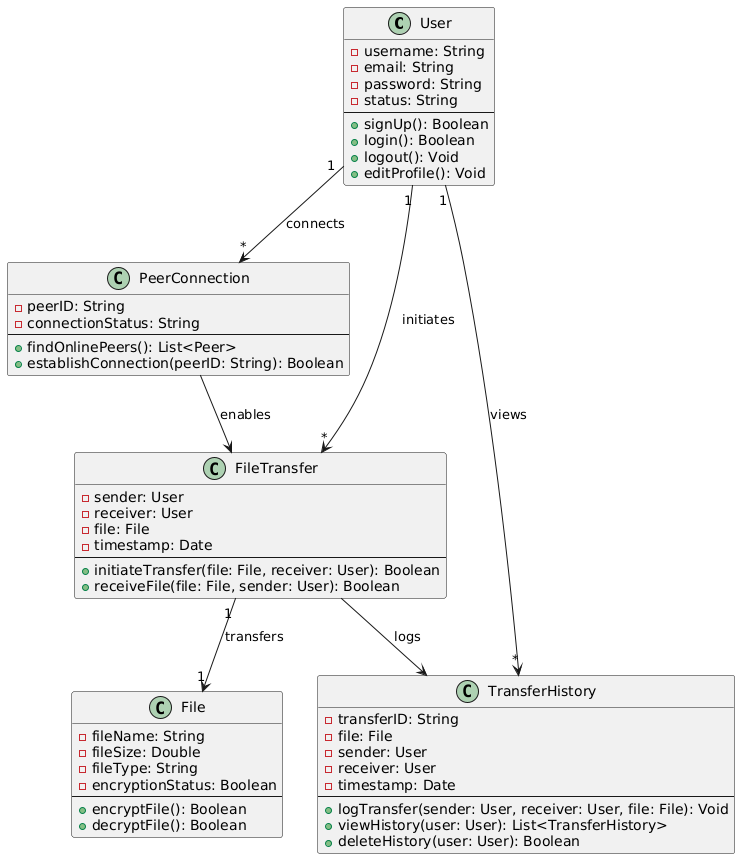 C User
username: String
email: String
password: String
status: String
signUp(): Boolean
login(): Boolean
logout(): Void
editProfile(): Void
1
1
1
connects
*
C PeerConnection
peerID: String
connectionStatus: String
findOnlinePeers(): List<Peer>
establishConnection(peerID: String): Boolean
initiates
enables
views
*
C FileTransfer
sender: User
receiver: User
file: File
timestamp: Date
initiateTransfer(file: File, receiver: User): Boolean
receiveFile(file: File, sender: User): Boolean
1
transfers
logs
1
*
C File
fileName: String
fileSize: Double
fileType: String
encryptionStatus: Boolean
encryptFile(): Boolean
decryptFile(): Boolean
C TransferHistory
transferID: String
file: File
sender: User
receiver: User
timestamp: Date
logTransfer(sender: User, receiver: User, file: File): Void
viewHistory(user: User): List<TransferHistory>
deleteHistory(user: User): Boolean